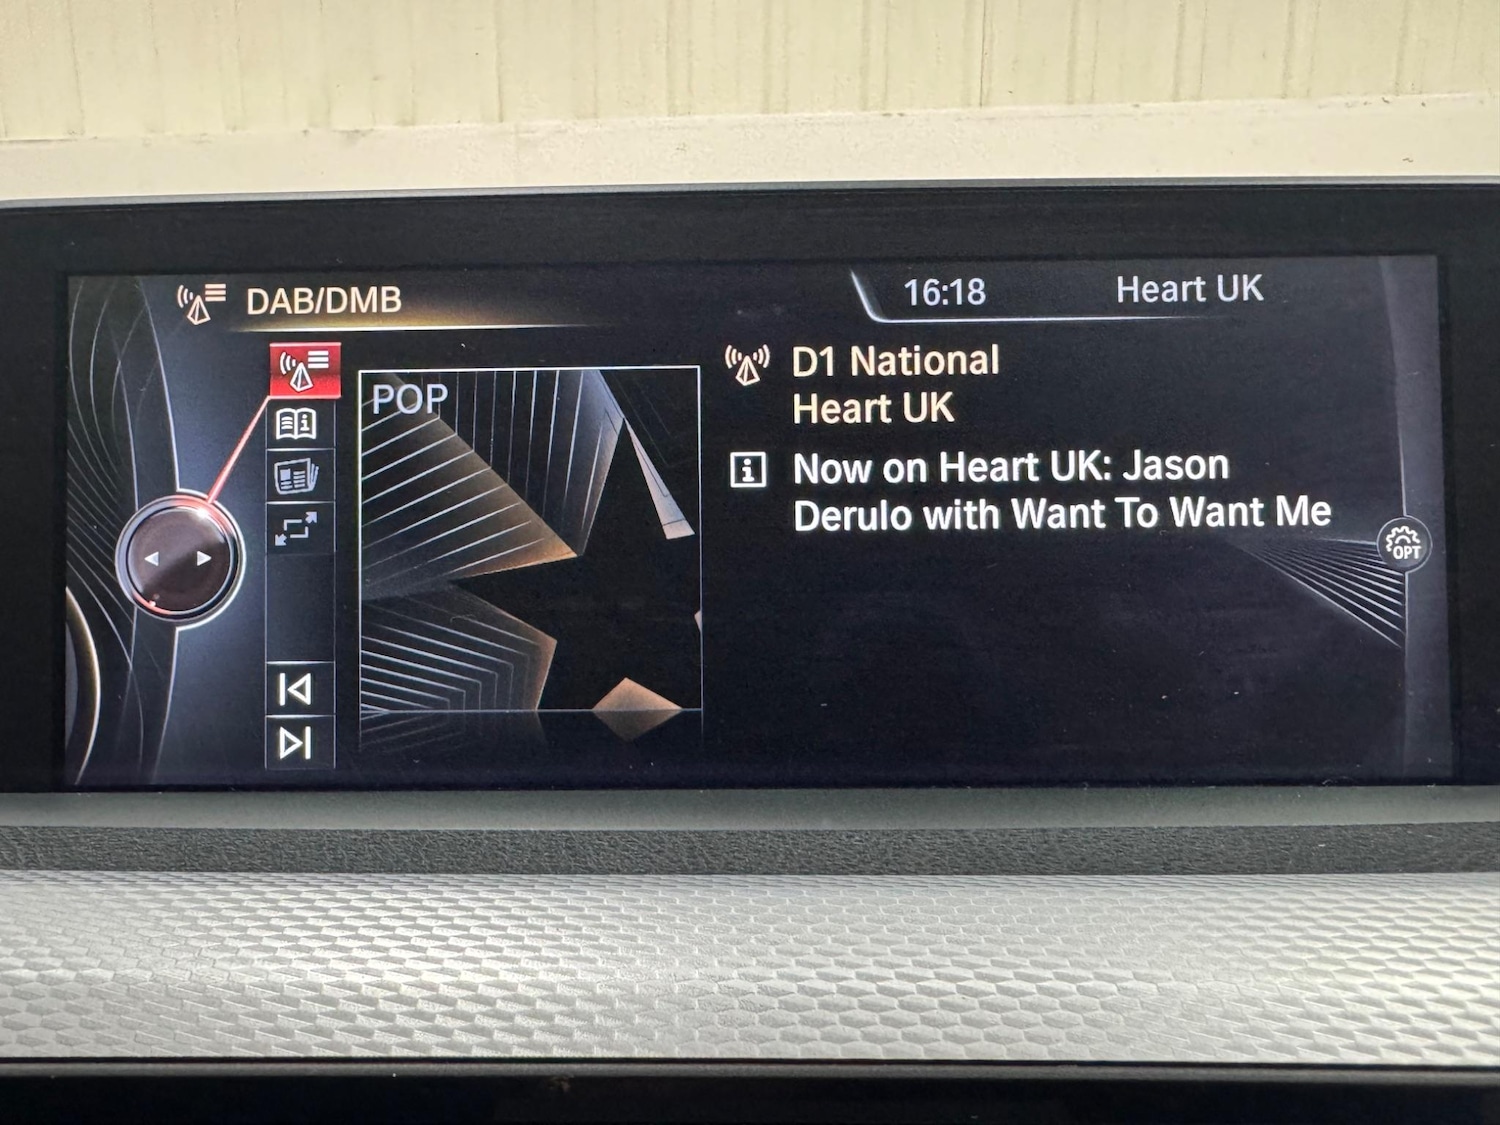 DAB/DMB
16:18
Heart UK
POP
D1 National
Heart UK
Now on Heart UK: Jason
Derulo with Want To Want Me
OPT